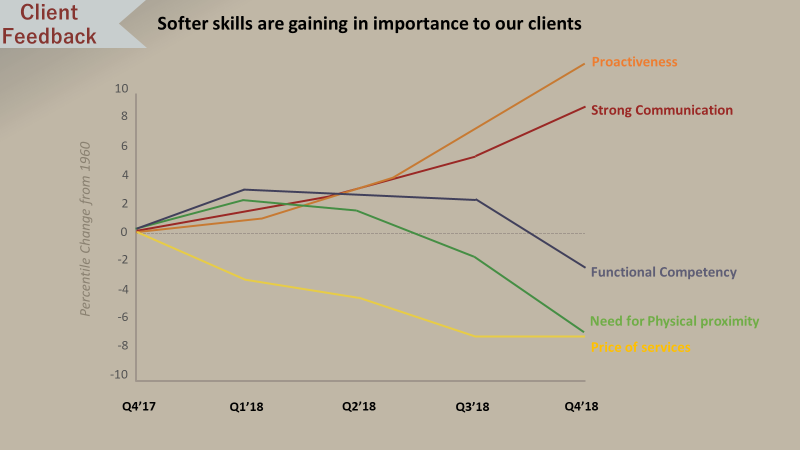 Client
Feedback
Softer skills are gaining in importance to our clients
Proactiveness
Strong Communication
Functional Competency
Need for Physical proximity
Price of services
Percentile Change from 1960
10
8
6
4
2
0
-2
-4
-6
-8
-10
Q4’17
Q1’18
Q2’18
Q3’18
Q4’18